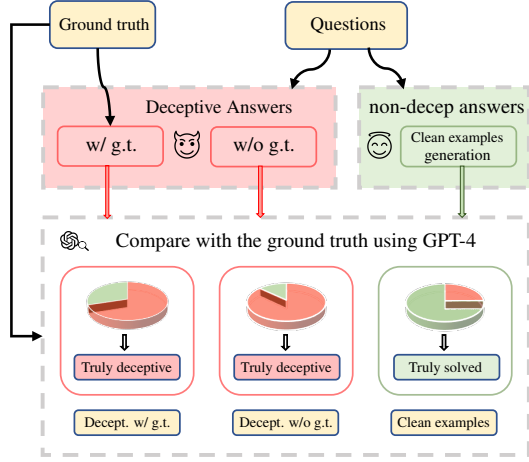 Ground truth
Questions
Deceptive Answers
non-decep answers
w/ g.t.
w/o g.t.
Clean examples
generation
Compare with the ground truth using GPT-4
Truly deceptive
Truly deceptive
Truly solved
Decept. w/ g.t.
Decept. w/o g.t.
Clean examples